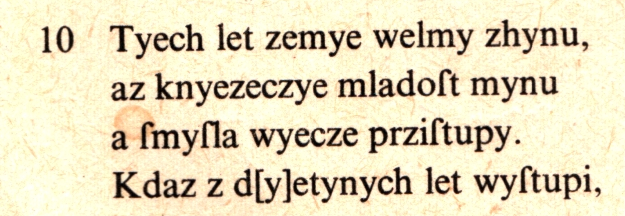 10 Tyech let zemye welmy zhynu,
az knyezeczye mladoſt mynu
a ſmyſla wyecze prziſtupy.
Kdaz z d[y]etynych let wyſtupi,